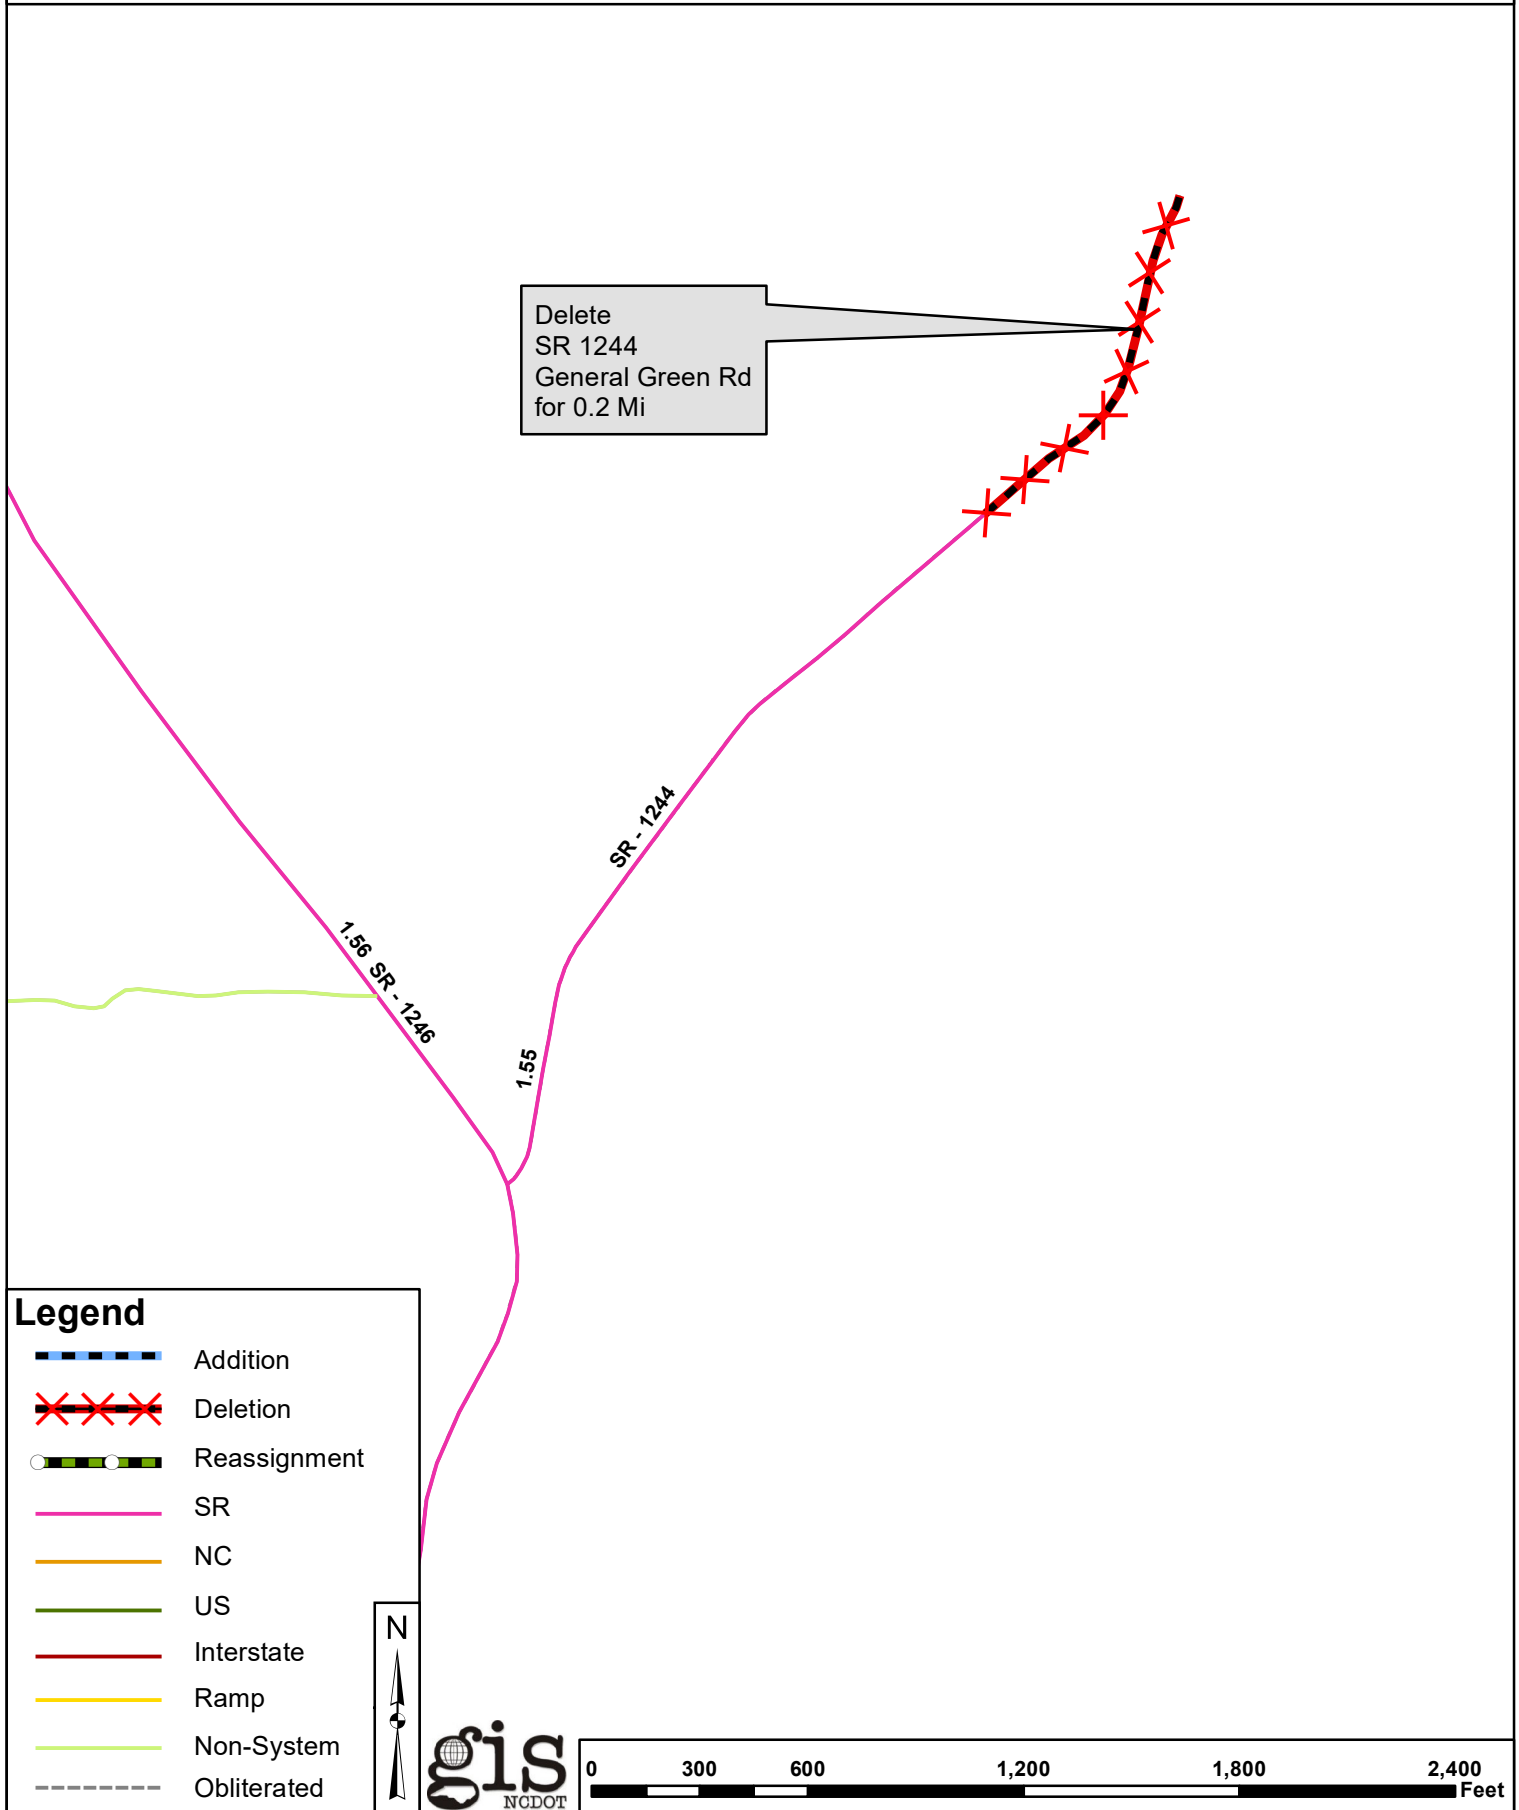 Delete
SR 1244
General Green Rd
for 0.2 Mi
SR - 1244
1.56 SR - 1246
1.55
Legend
Addition
Deletion
Reassignment
SR
NC
US
Interstate
Ramp
Non-System
Obliterated
N
gis
NCDOT
0 300 600 1,200 1,800 2,400
Feet